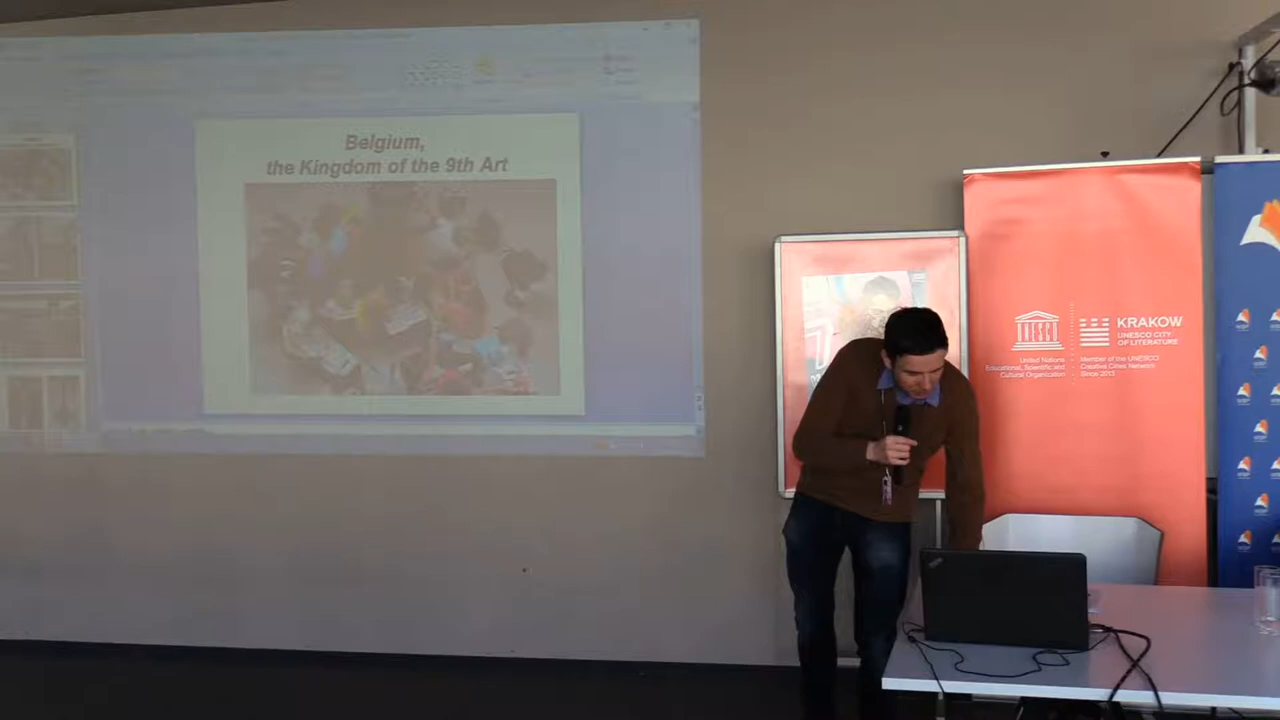 Belgium,
the Kingdom of the 9th Art
UNESCO
KRAKOW
UNESCO CITY
OF LITERATURE
United Nations
Educational, Scientific and
Cultural Organization
Member of the UNESCO
Creative Cities Network
Since 2013